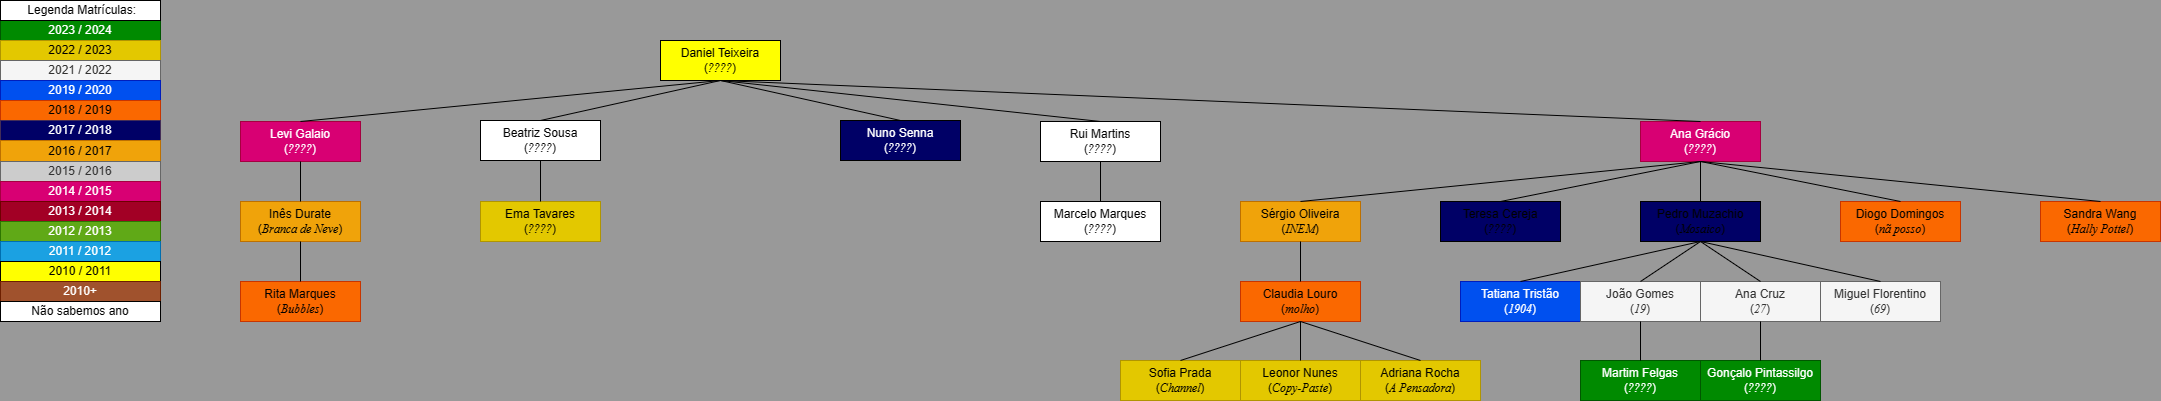 Legenda Matrículas:
2023 / 2024
2022 / 2023
2021 / 2022
2019 / 2020
2018 / 2019
2017 / 2018
2016 / 2017
2015 / 2016
2014 / 2015
2013 / 2014
2012 / 2013
2011 / 2012
2010 / 2011
2010+
Não sabemos ano
Daniel Teixeira
(????)
Levi Galaio
(????)
Beatriz Sousa
(????)
Nuno Senna
(????)
Rui Martins
(????)
Ana Grácio
(????)
Inês Durate
(Branca de Neve)
Ema Tavares
(????)
Marcelo Marques
(????)
Sérgio Oliveira
(INEM)
(????)
Diogo Domingos
(nã posso)
Sandra Wang
(Hally Pottel)
Rita Marques
(Bubbles)
Claudia Louro
(molho)
Tatiana Tristão
(1904)
João Gomes
(19)
Ana Cruz
(27)
Miguel Florentino
(69)
Sofia Prada
(Channel)
Leonor Nunes
(Copy-Paste)
Adriana Rocha
(A Pensadora)
Martim Felgas
(????)
Gonçalo Pintassilgo
(????)